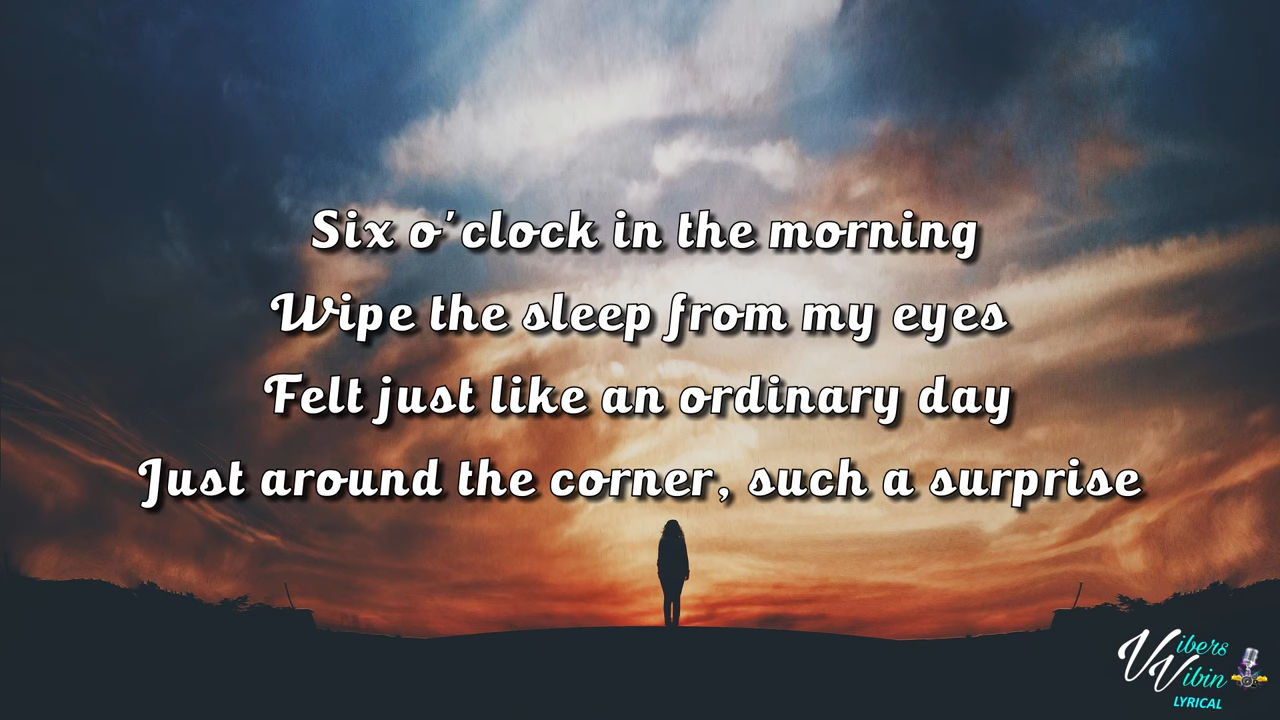 Six o'clock in the morning
Wipe the sleep from my eyes
Felt just like an ordinary day
Just around the corner, such a surprise
Vibers
Vibin
LYRICAL